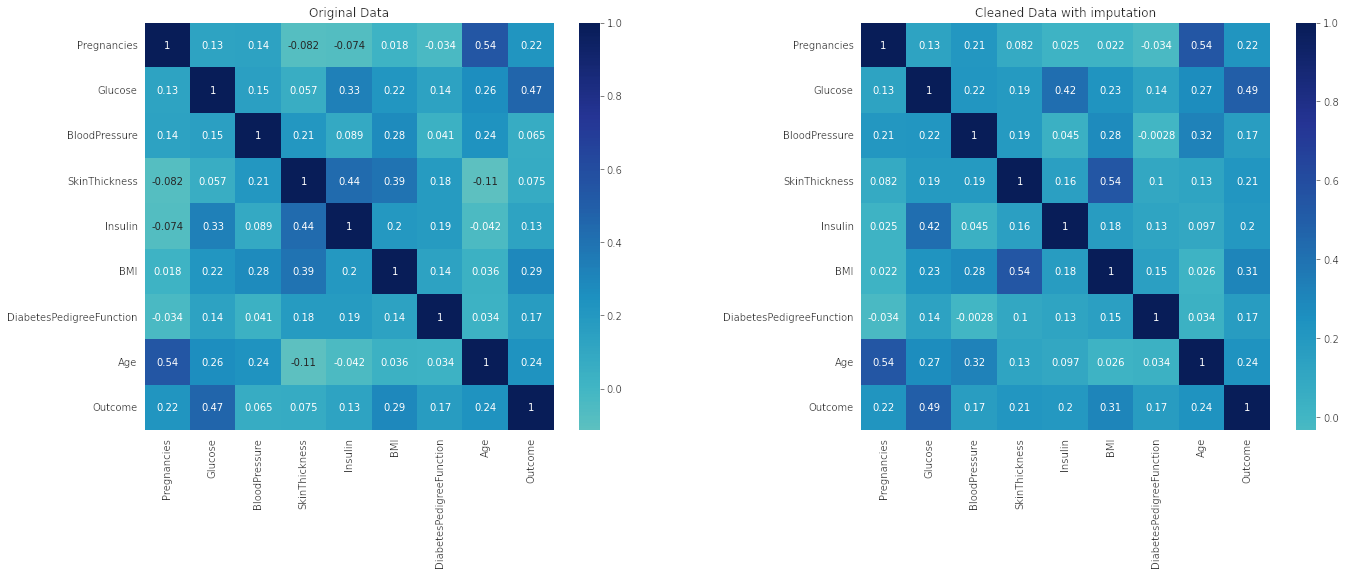 Original Data
Pregnancies 1 0.13 0.14 -0.082 -0.074 0.018 -0.034 0.54 0.22
Glucose 0.13 1 0.15 0.057 0.33 0.22 0.14 0.26 0.47
BloodPressure 0.14 0.15 1 0.21 0.089 0.28 0.041 0.24 0.065
SkinThickness -0.082 0.057 0.21 1 0.44 0.39 0.18 -0.11 0.075
Insulin -0.074 0.33 0.089 0.44 1 0.2 0.19 -0.042 0.13
BMI 0.018 0.22 0.28 0.39 0.2 1 0.14 0.036 0.29
DiabetesPedigreeFunction -0.034 0.14 0.041 0.18 0.19 0.14 1 0.034 0.17
Age 0.54 0.26 0.24 -0.11 -0.042 0.036 0.034 1 0.24
Outcome 0.22 0.47 0.065 0.075 0.13 0.29 0.17 0.24 1
Pregnancies
Glucose
BloodPressure
SkinThickness
Insulin
BMI
DiabetesPedigreeFunction
Age
Outcome
1.0
0.8
0.6
0.4
0.2
0.0
Cleaned Data with imputation
Pregnancies 1 0.13 0.21 0.082 0.025 0.022 -0.034 0.54 0.22
Glucose 0.13 1 0.22 0.19 0.42 0.23 0.14 0.27 0.49
BloodPressure 0.21 0.22 1 0.19 0.045 0.28 -0.0028 0.32 0.17
SkinThickness 0.082 0.19 0.19 1 0.16 0.54 0.1 0.13 0.21
Insulin 0.025 0.42 0.045 0.16 1 0.18 0.13 0.097 0.2
BMI 0.022 0.23 0.28 0.54 0.18 1 0.15 0.026 0.31
DiabetesPedigreeFunction -0.034 0.14 -0.0028 0.1 0.13 0.15 1 0.034 0.17
Age 0.54 0.27 0.32 0.13 0.097 0.026 0.034 1 0.24
Outcome 0.22 0.49 0.17 0.21 0.2 0.31 0.17 0.24 1
Pregnancies
Glucose
BloodPressure
SkinThickness
Insulin
BMI
DiabetesPedigreeFunction
Age
Outcome
1.0
0.8
0.6
0.4
0.2
0.0